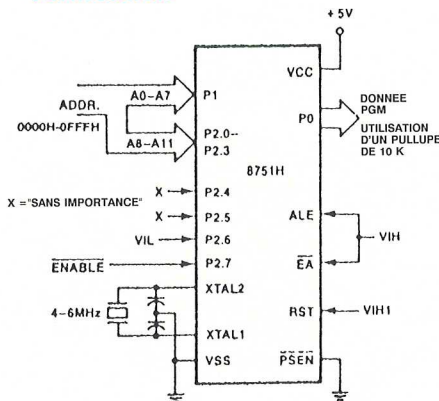 + 5V
VCC
A0-A7
P1
ADDR.
0000H-0FFFH
P2.0--
P2.3
A8-A11
P0
DONNEE
PGM
UTILISATION
D'UN PULLUPE
DE 10 K
8751H
X = "SANS IMPORTANCE"
X
P2.4
X
P2.5
VIL
P2.6
ENABLE
P2.7
ALE
VIH
EA
4-6MHz
XTAL2
XTAL1
VSS
RST
VIH1
PSEN